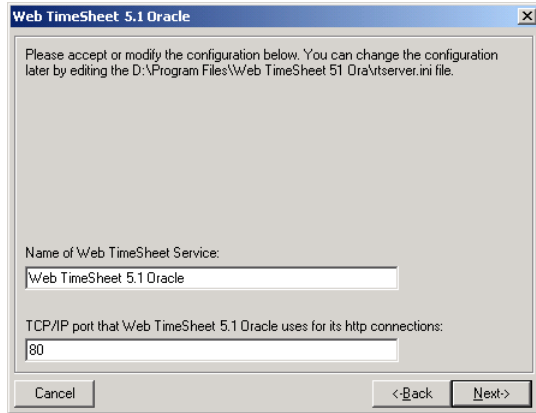 Web TimeSheet 5.1 Oracle
Please accept or modify the configuration below. You can change the configuration
later by editing the D:\Program Files\Web TimeSheet 51 Ora\rtserver.ini file.
Name of Web TimeSheet Service:
Web TimeSheet 5.1 Oracle
TCP/IP port that Web TimeSheet 5.1 Oracle uses for its http connections:
80
Cancel <-Back Next->